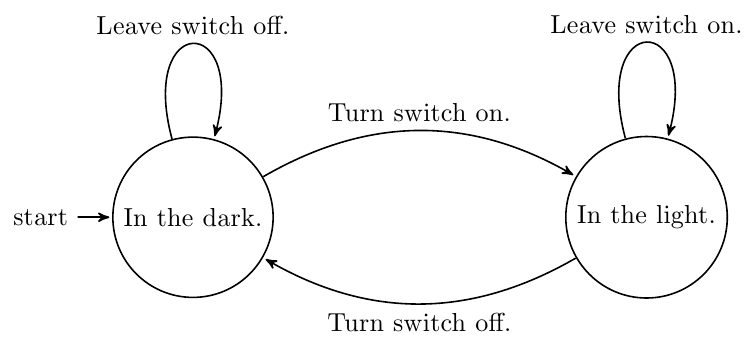 Leave switch off.
Leave switch on.
Turn switch on.
start
In the dark.
In the light.
Turn switch off.